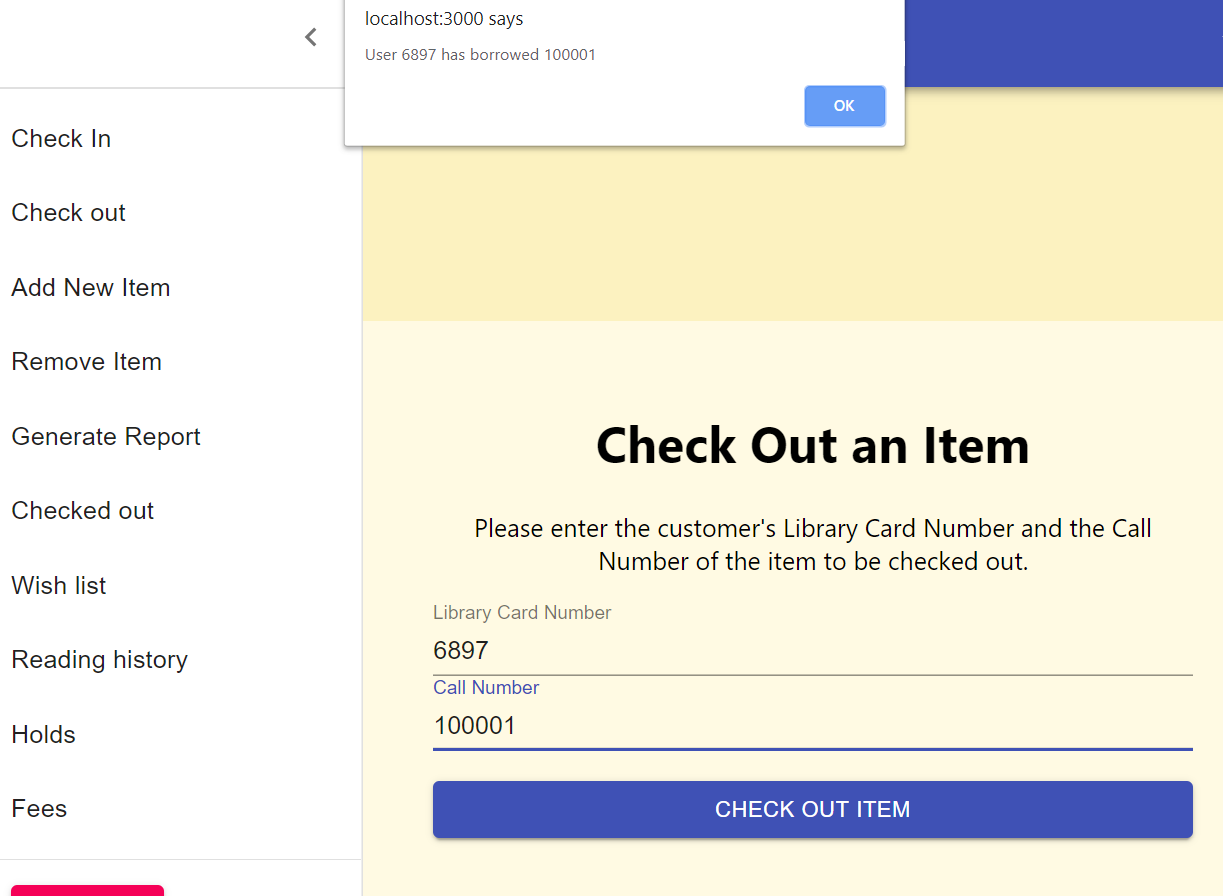 localhost:3000 says
User 6897 has borrowed 100001
OK
Check In
Check out
Add New Item
Remove Item
Generate Report
Checked out
Wish list
Reading history
Holds
Fees
Check Out an Item
Please enter the customer's Library Card Number and the Call
Number of the item to be checked out.
Library Card Number
6897
Call Number
100001
CHECK OUT ITEM